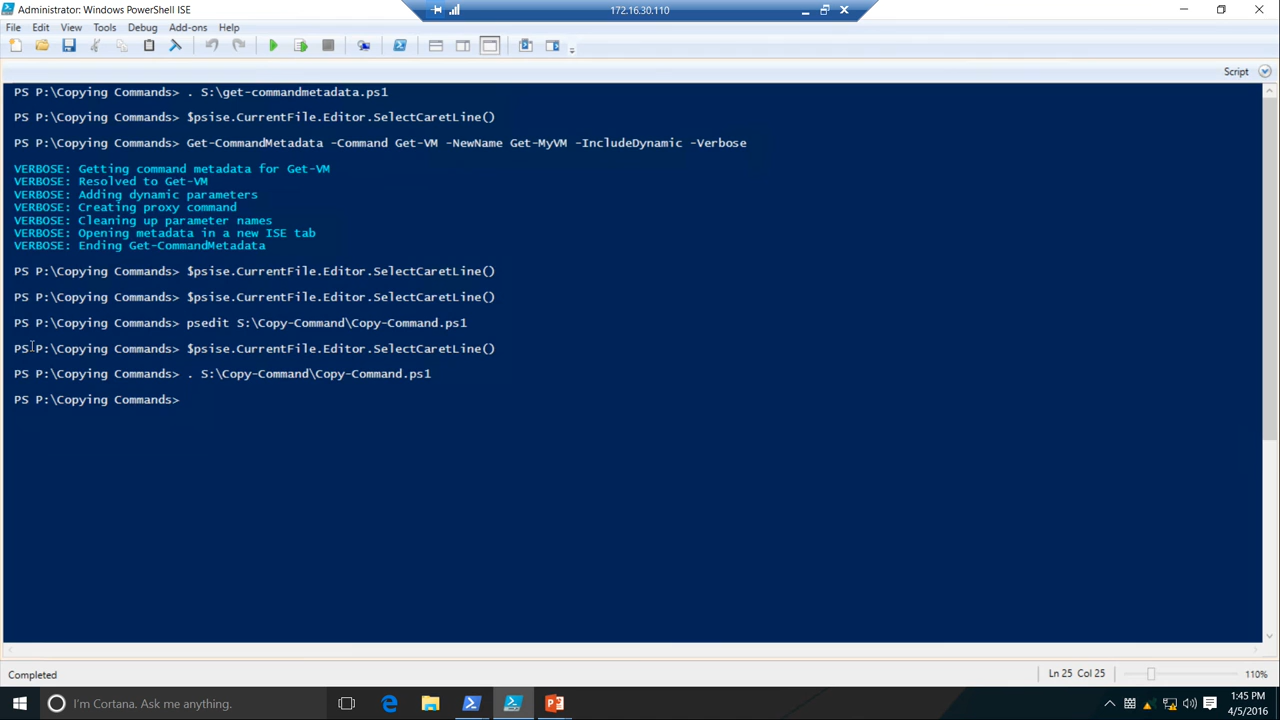 Administrator: Windows PowerShell ISE
172.16.30.110
File Edit View Tools Debug Add-ons Help
Script
PS P:\Copying Commands> . S:\get-commandmetadata.ps1
PS P:\Copying Commands> $psise.CurrentFile.Editor.SelectCaretLine()
PS P:\Copying Commands> Get-CommandMetadata -Command Get-VM -NewName Get-MyVM -IncludeDynamic -Verbose
VERBOSE: Getting command metadata for Get-VM
VERBOSE: Resolved to Get-VM
VERBOSE: Adding dynamic parameters
VERBOSE: Creating proxy command
VERBOSE: Cleaning up parameter names
VERBOSE: Opening metadata in a new ISE tab
VERBOSE: Ending Get-CommandMetadata
PS P:\Copying Commands> $psise.CurrentFile.Editor.SelectCaretLine()
PS P:\Copying Commands> $psise.CurrentFile.Editor.SelectCaretLine()
PS P:\Copying Commands> psedit S:\Copy-Command\Copy-Command.ps1
PS P:\Copying Commands> $psise.CurrentFile.Editor.SelectCaretLine()
PS P:\Copying Commands> . S:\Copy-Command\Copy-Command.ps1
PS P:\Copying Commands>
Completed
Ln 25 Col 25
110%
I'm Cortana. Ask me anything.
1:45 PM
4/5/2016